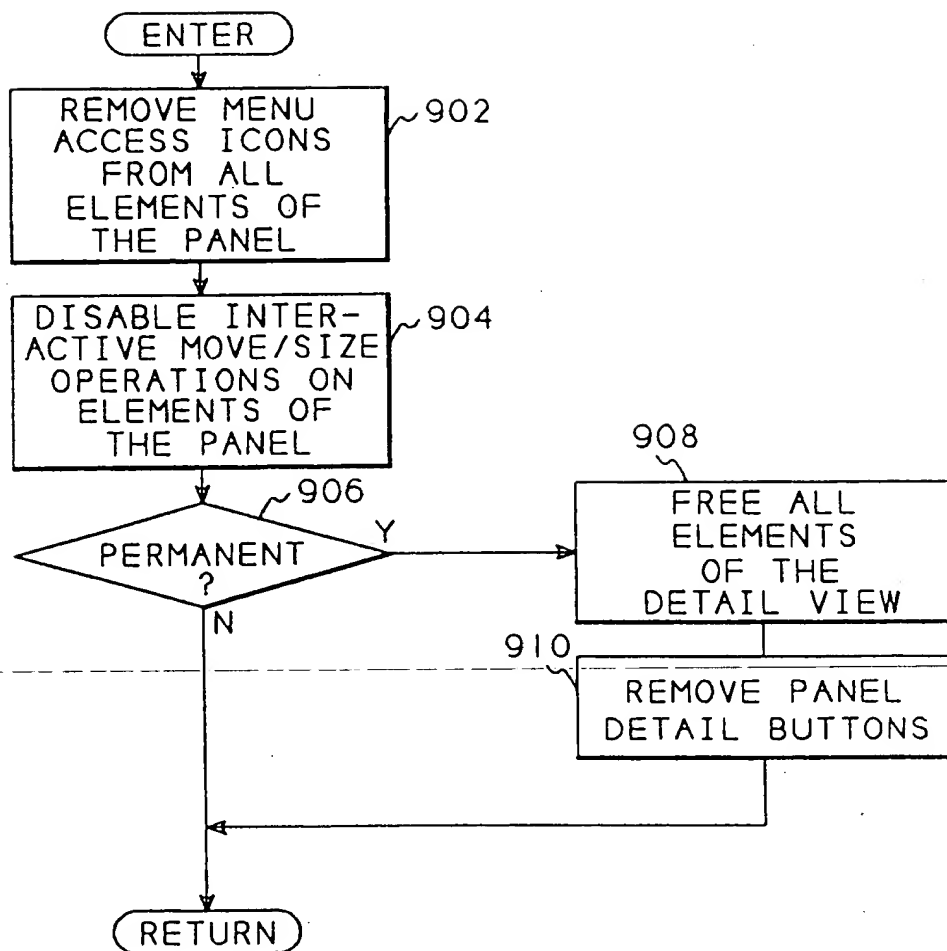 ENTER
REMOVE MENU
ACCESS ICONS
FROM ALL
ELEMENTS OF
THE PANEL
902
DISABLE INTER-
ACTIVE MOVE/SIZE
OPERATIONS ON
ELEMENTS OF
THE PANEL
904
906
PERMANENT
?
Y
N
908
FREE ALL
ELEMENTS
OF THE
DETAIL VIEW
910
REMOVE PANEL
DETAIL BUTTONS
RETURN